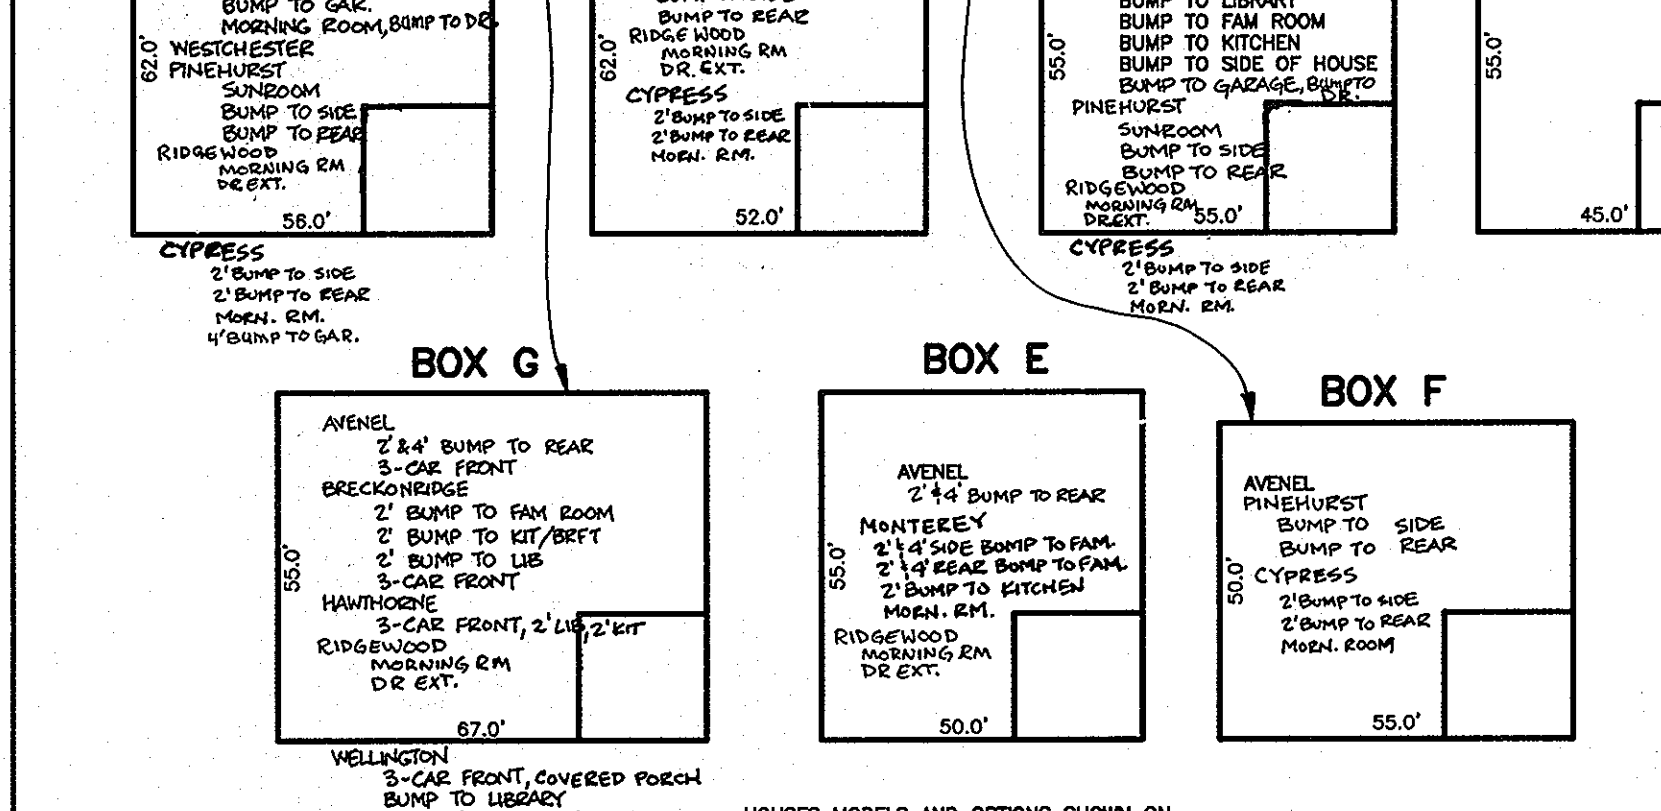 BUMP TO GAR.
MORNING ROOM, BUMP TO DR.
WESTCHESTER
PINEHURST
SUNROOM
BUMP TO SIDE
BUMP TO REAR
RIDGEWOOD
MORNING RM
DR EXT.
62.0'
56.0'
CYPRESS
2' BUMP TO SIDE
2' BUMP TO REAR
MORN. RM.
4' BUMP TO GAR.
BUMP TO REAR
RIDGEWOOD
MORNING RM
DR. EXT.
CYPRESS
2' BUMP TO SIDE
2' BUMP TO REAR
MORN. RM.
62.0'
52.0'
BUMP TO LIBRARY
BUMP TO FAM ROOM
BUMP TO KITCHEN
BUMP TO SIDE OF HOUSE
BUMP TO GARAGE, BUMP TO
DR.
PINEHURST
SUNROOM
BUMP TO SIDE
BUMP TO REAR
RIDGEWOOD
MORNING RM
DR EXT.
55.0'
55.0'
CYPRESS
2' BUMP TO SIDE
2' BUMP TO REAR
MORN. RM.
55.0'
45.0'
BOX G
AVENEL
2' & 4' BUMP TO REAR
3-CAR FRONT
BRECKONRIDGE
2' BUMP TO FAM ROOM
2' BUMP TO KIT/BRFT
2' BUMP TO LIB
3-CAR FRONT
HAWTHORNE
3-CAR FRONT, 2' LIB, 2' KIT
RIDGEWOOD
MORNING RM
DR EXT.
55.0'
67.0'
WELLINGTON
3-CAR FRONT, COVERED PORCH
BUMP TO LIBRARY
BOX E
AVENEL
2' & 4' BUMP TO REAR
MONTEREY
2' & 4' SIDE BUMP TO FAM.
2' & 4' REAR BUMP TO FAM.
2' BUMP TO KITCHEN
MORN. RM.
RIDGEWOOD
MORNING RM
DR EXT.
55.0'
50.0'
BOX F
AVENEL
PINEHURST
BUMP TO SIDE
BUMP TO REAR
CYPRESS
2' BUMP TO SIDE
2' BUMP TO REAR
MORN. ROOM
50.0'
55.0'
HOUSES MODELS AND OPTIONS SHOWN ON